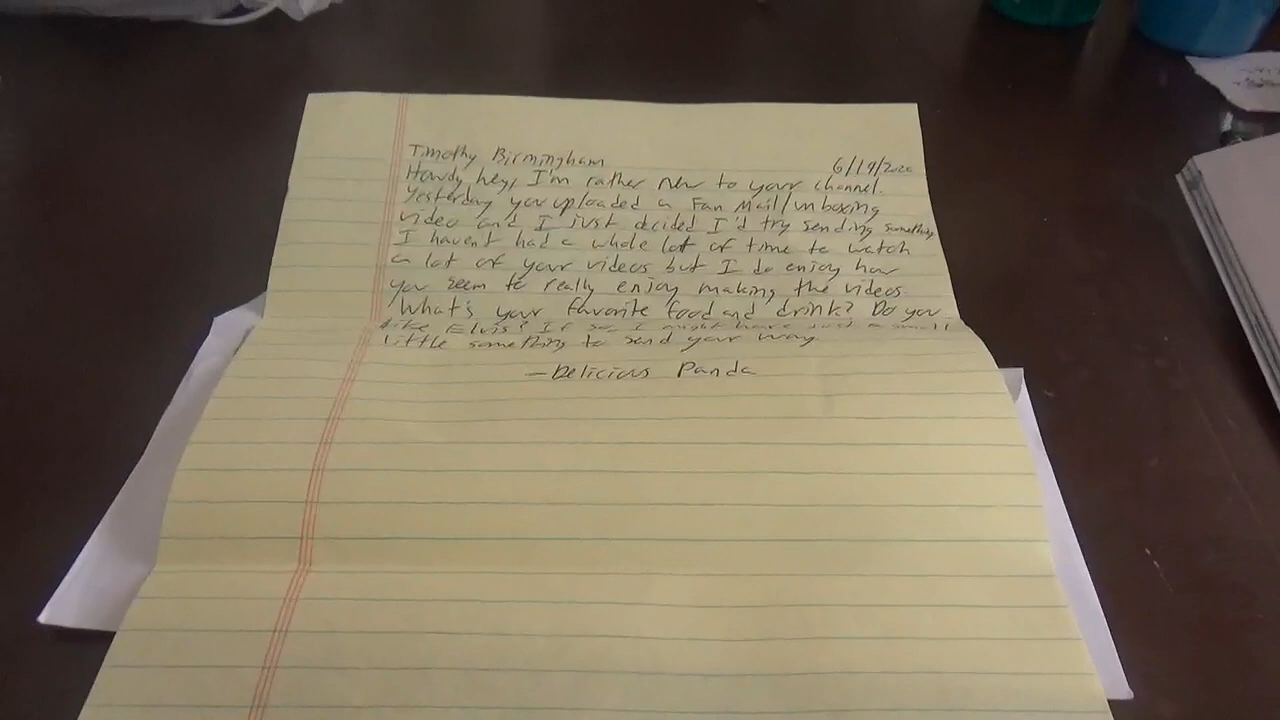 Timothy Birmingham 6/19/2020
Howdy hey, I'm rather new to your channel.
Yesterday you uploaded a Fan Mail/unboxing
video and I just decided I'd try sending something
I haven't had a whole lot of time to watch
a lot of your videos but I do enjoy how
you seem to really enjoy making the videos.
What's your favorite food and drink? Do you
like Elvis? If so, I might have just a small
little something to send your way.
—Delicious Panda